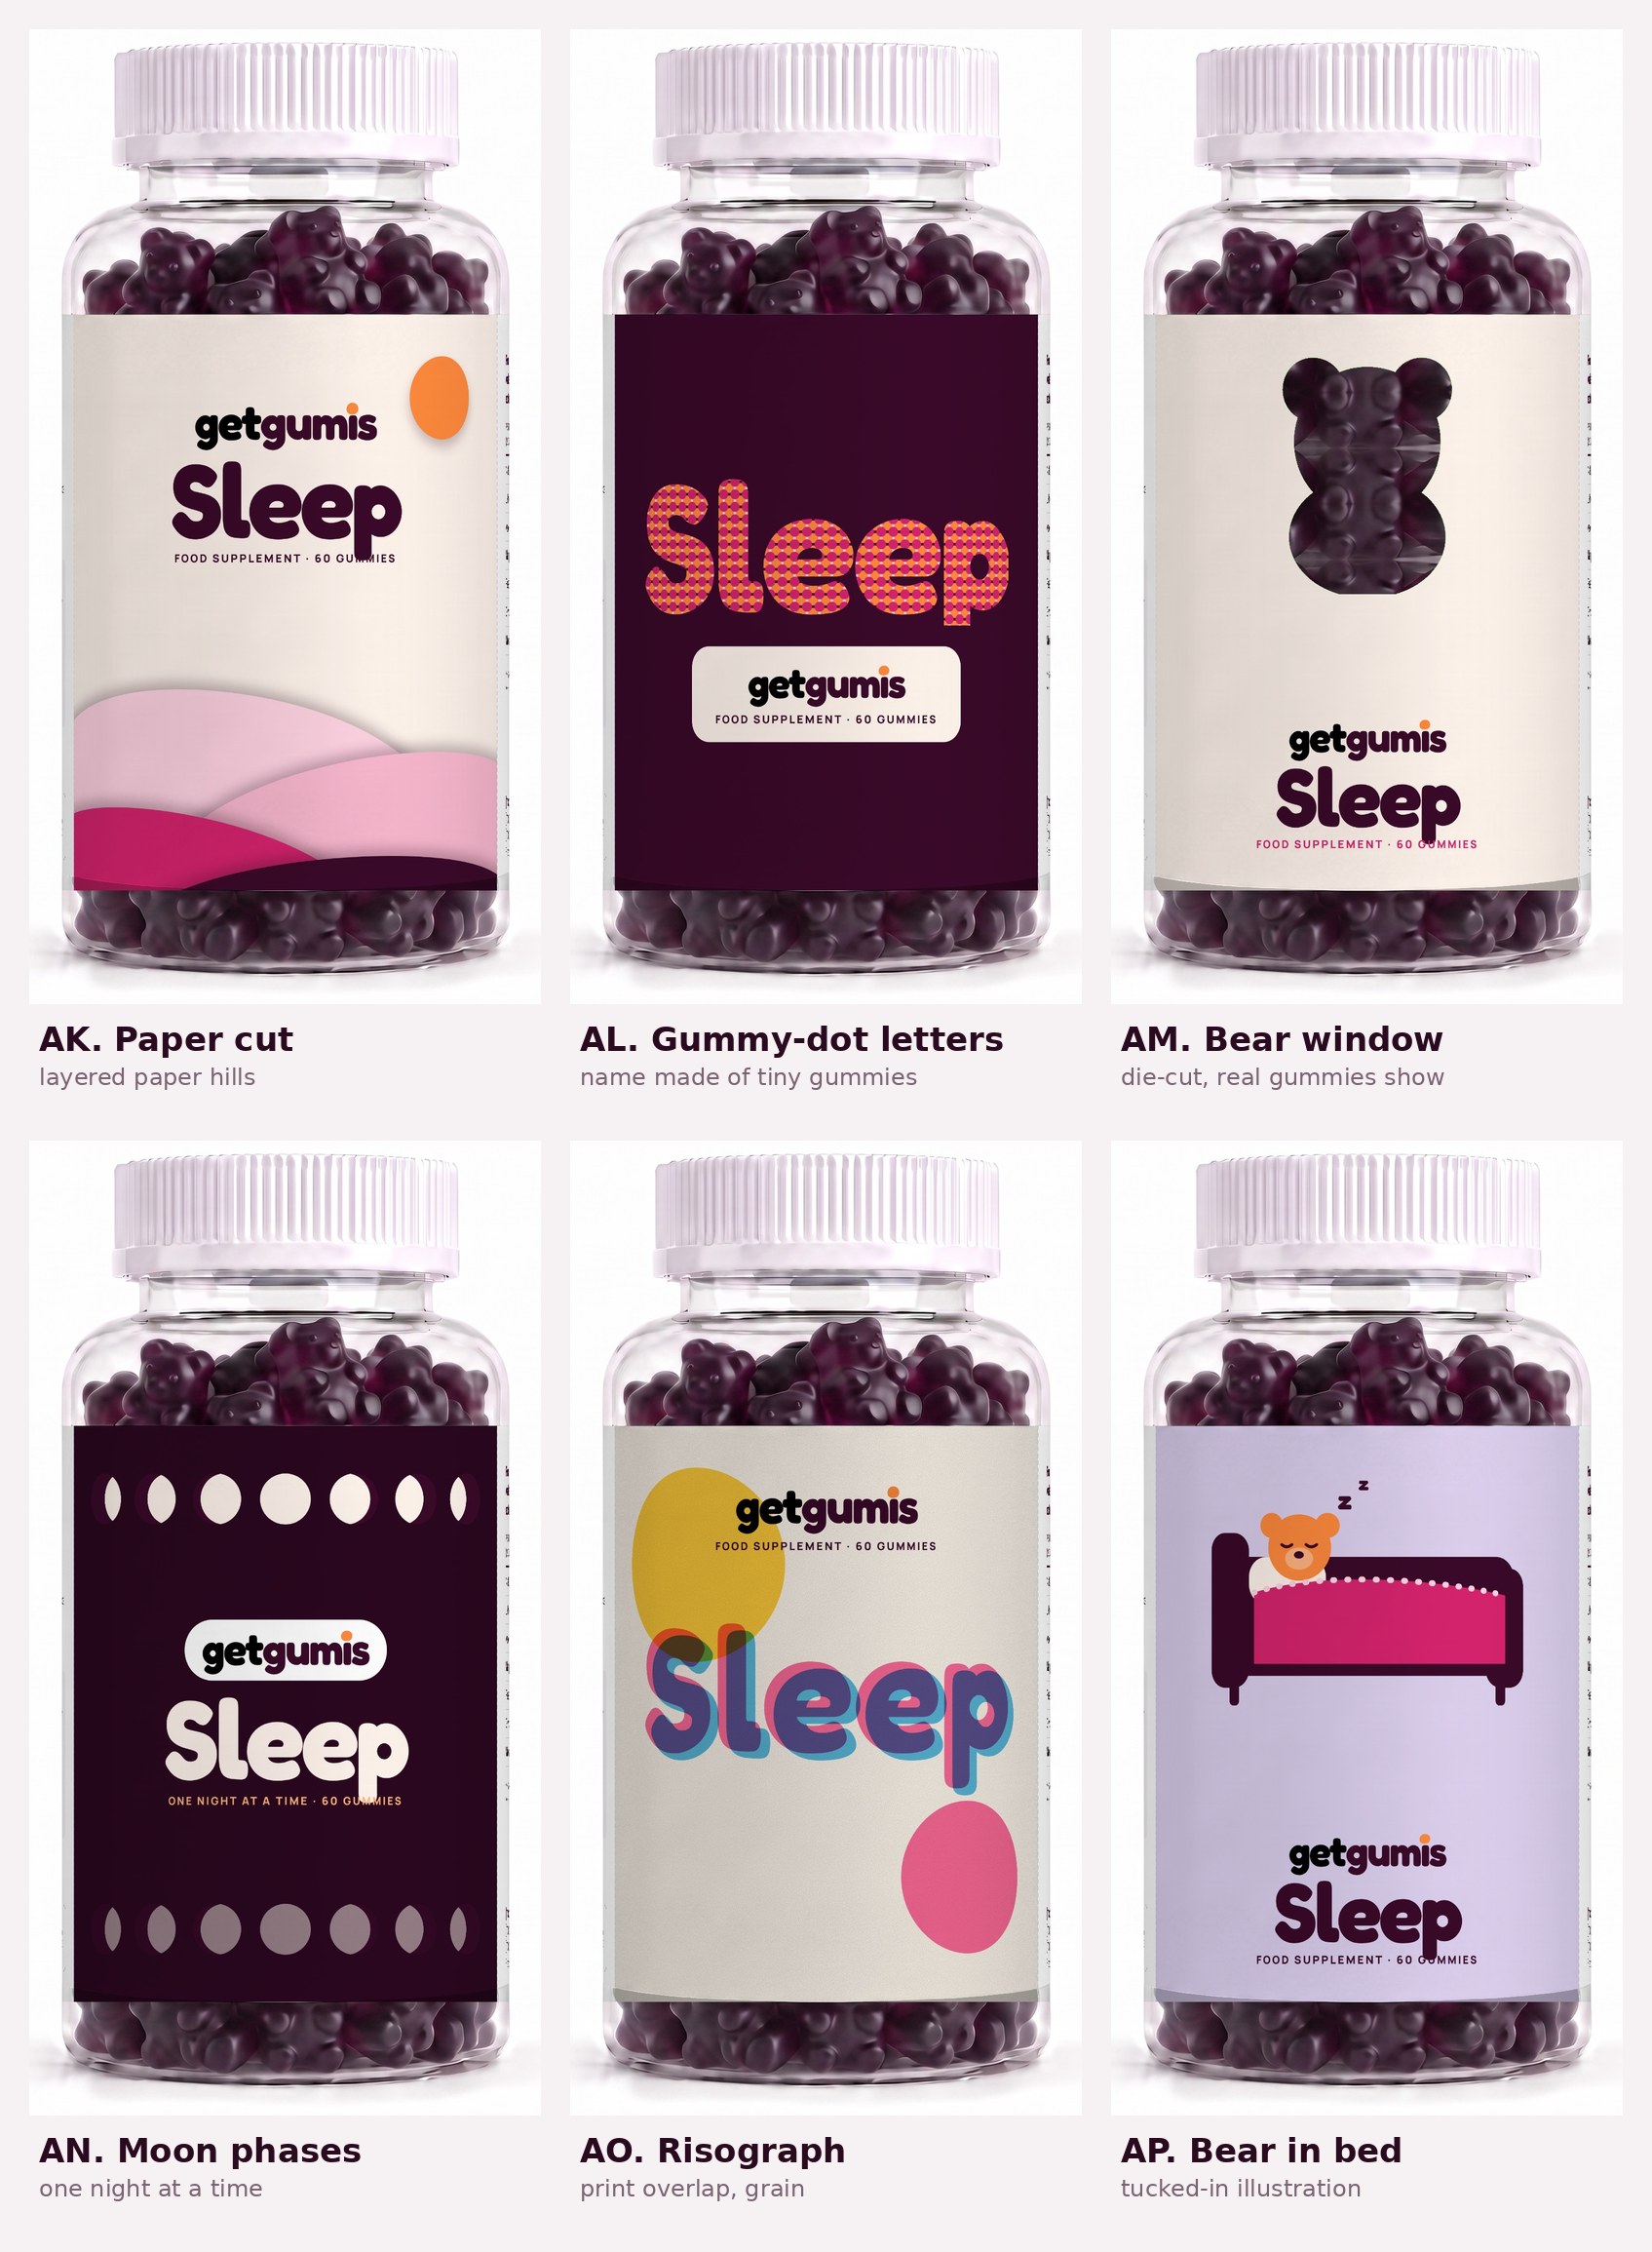 getgumis
Sleep
FOOD SUPPLEMENT · 60 GUMMIES
AK. Paper cut
layered paper hills
Sleep
getgumis
FOOD SUPPLEMENT · 60 GUMMIES
AL. Gummy-dot letters
name made of tiny gummies
getgumis
Sleep
FOOD SUPPLEMENT · 60 GUMMIES
AM. Bear window
die-cut, real gummies show
getgumis
Sleep
ONE NIGHT AT A TIME · 60 GUMMIES
AN. Moon phases
one night at a time
getgumis
FOOD SUPPLEMENT · 60 GUMMIES
Sleep
AO. Risograph
print overlap, grain
z z
getgumis
Sleep
FOOD SUPPLEMENT · 60 GUMMIES
AP. Bear in bed
tucked-in illustration